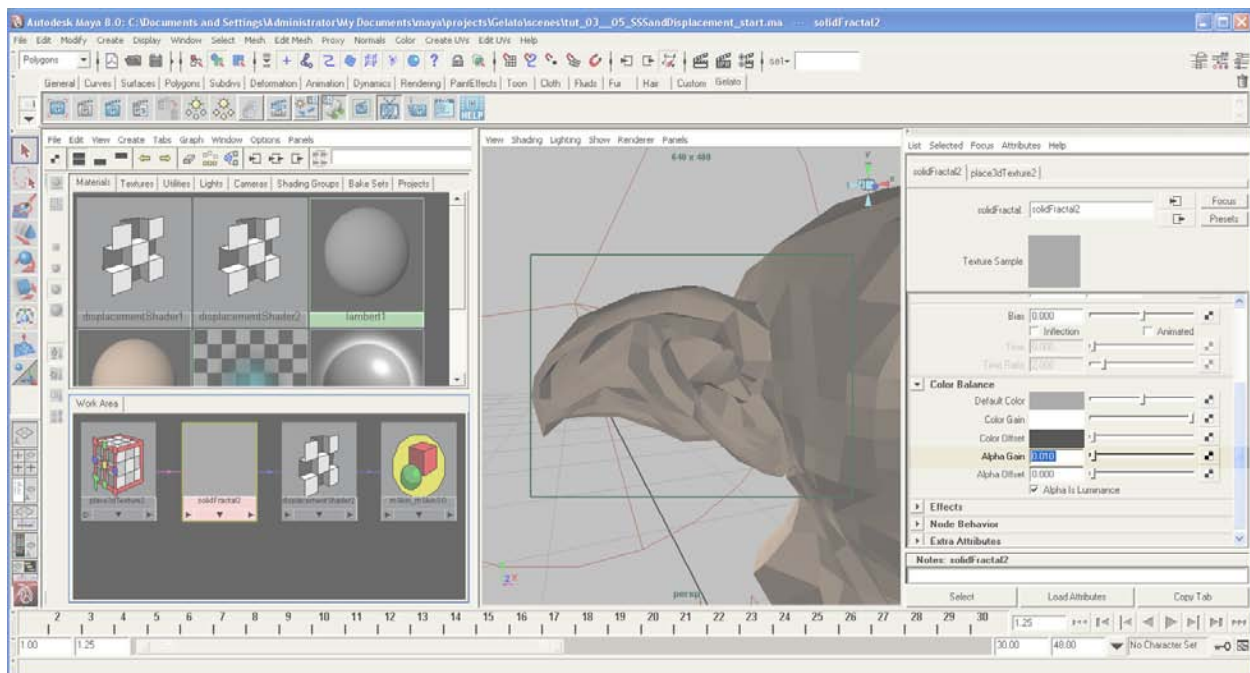 Autodesk Maya 8.0: C:\Documents and Settings\Administrator\My Documents\maya\projects\Gelato\scenes\tut_03__05_SSSandDisplacement_start.ma --- solidFractal2
File Edit Modify Create Display Window Select Mesh Edit Mesh Proxy Normals Color Create UVs Edit UVs Help
Polygons
sel-
General Curves Surfaces Polygons Subdivs Deformation Animation Dynamics Rendering PaintEffects Toon Cloth Fluids Fur Hair Custom Gelato
HELP
File Edit View Create Tabs Graph Window Options Panels
Materials Textures Utilities Lights Cameras Shading Groups Bake Sets Projects
displacementShader1 displacementShader2 lambert1
Work Area
place3dTexture2 solidFractal2 displacementShader2
View Shading Lighting Show Renderer Panels
640 x 480
persp
List Selected Focus Attributes Help
solidFractal2 place3dTexture2
solidFractal: solidFractal2
Focus
Presets
Texture Sample
Bias 0.000
Inflection Animated
Time 0.000
Time Ratio 2.000
Color Balance
Default Color
Color Gain
Color Offset
Alpha Gain 0.010
Alpha Offset 0.000
Alpha Is Luminance
Effects
Node Behavior
Extra Attributes
Notes: solidFractal2
Select Load Attributes Copy Tab
2 3 4 5 6 7 8 9 10 11 12 13 14 15 16 17 18 19 20 21 22 23 24 25 26 27 28 29 30
1.25
1.00 1.25 30.00 48.00 No Character Set